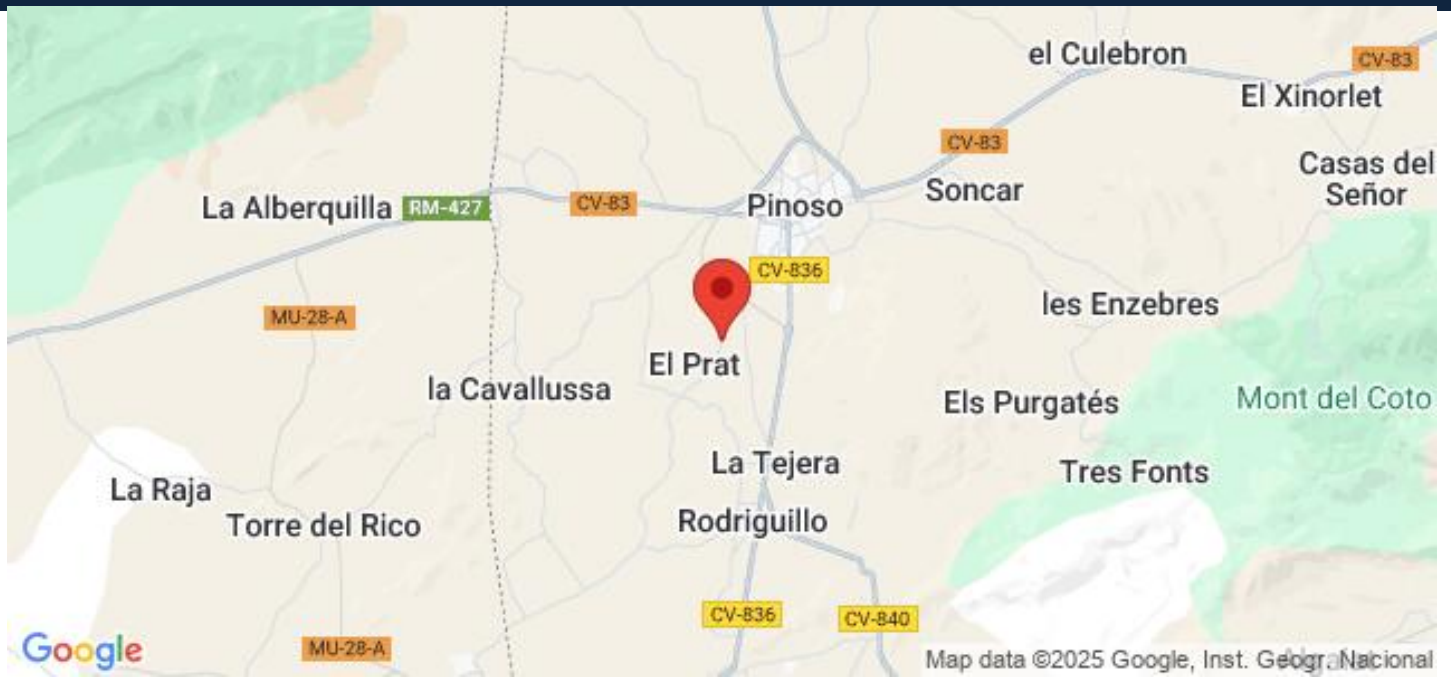 el Culebron
CV-83
El Xinorlet
CV-83
Casas del
Señor
La Alberquilla
RM-427
CV-83
Pinoso
Soncar
CV-836
les Enzebres
MU-28-A
El Prat
la Cavallussa
Els Purgatés
Mont del Coto
La Tejera
Tres Fonts
La Raja
Torre del Rico
Rodriguillo
CV-836
CV-840
Google
MU-28-A
Map data ©2025 Google, Inst. Geogr. Nacional